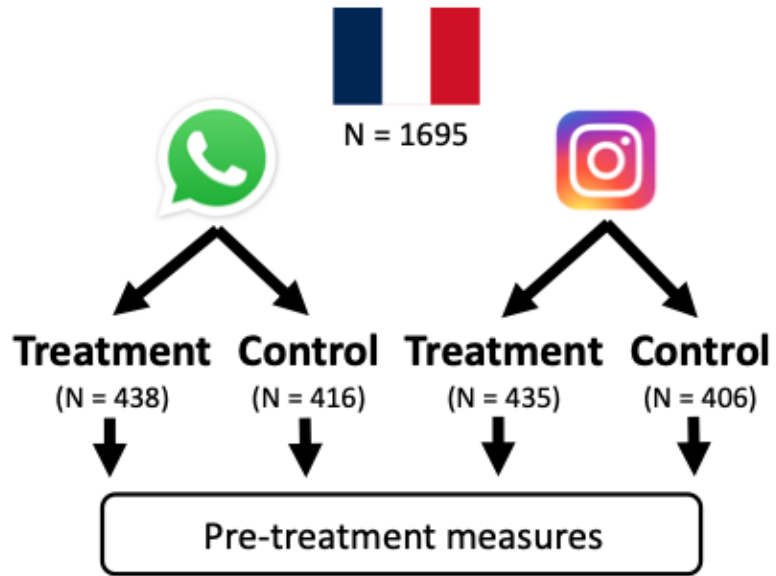 N = 1695
Treatment Control Treatment Control
(N = 438) (N = 416) (N = 435) (N = 406)
Pre-treatment measures